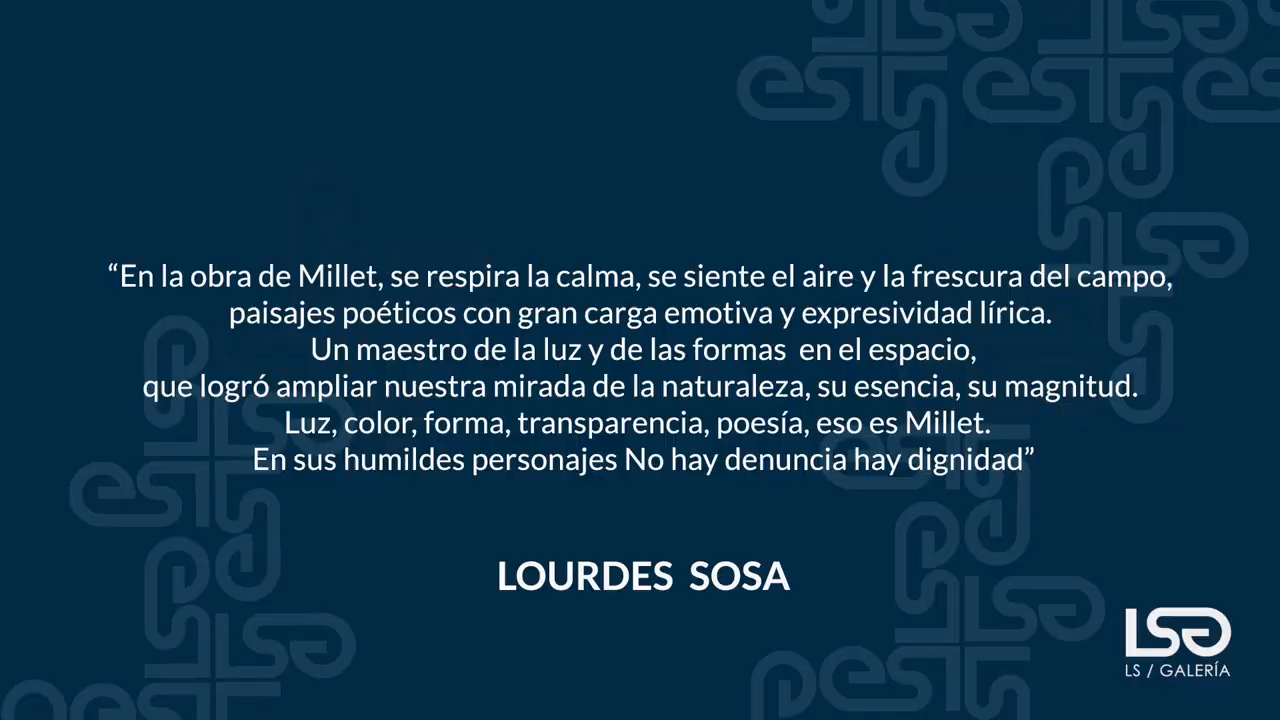 “En la obra de Millet, se respira la calma, se siente el aire y la frescura del campo,
paisajes poéticos con gran carga emotiva y expresividad lírica.
Un maestro de la luz y de las formas  en el espacio,
que logró ampliar nuestra mirada de la naturaleza, su esencia, su magnitud.
Luz, color, forma, transparencia, poesía, eso es Millet.
En sus humildes personajes No hay denuncia hay dignidad”
LOURDES  SOSA
LSG
LS / GALERÍA